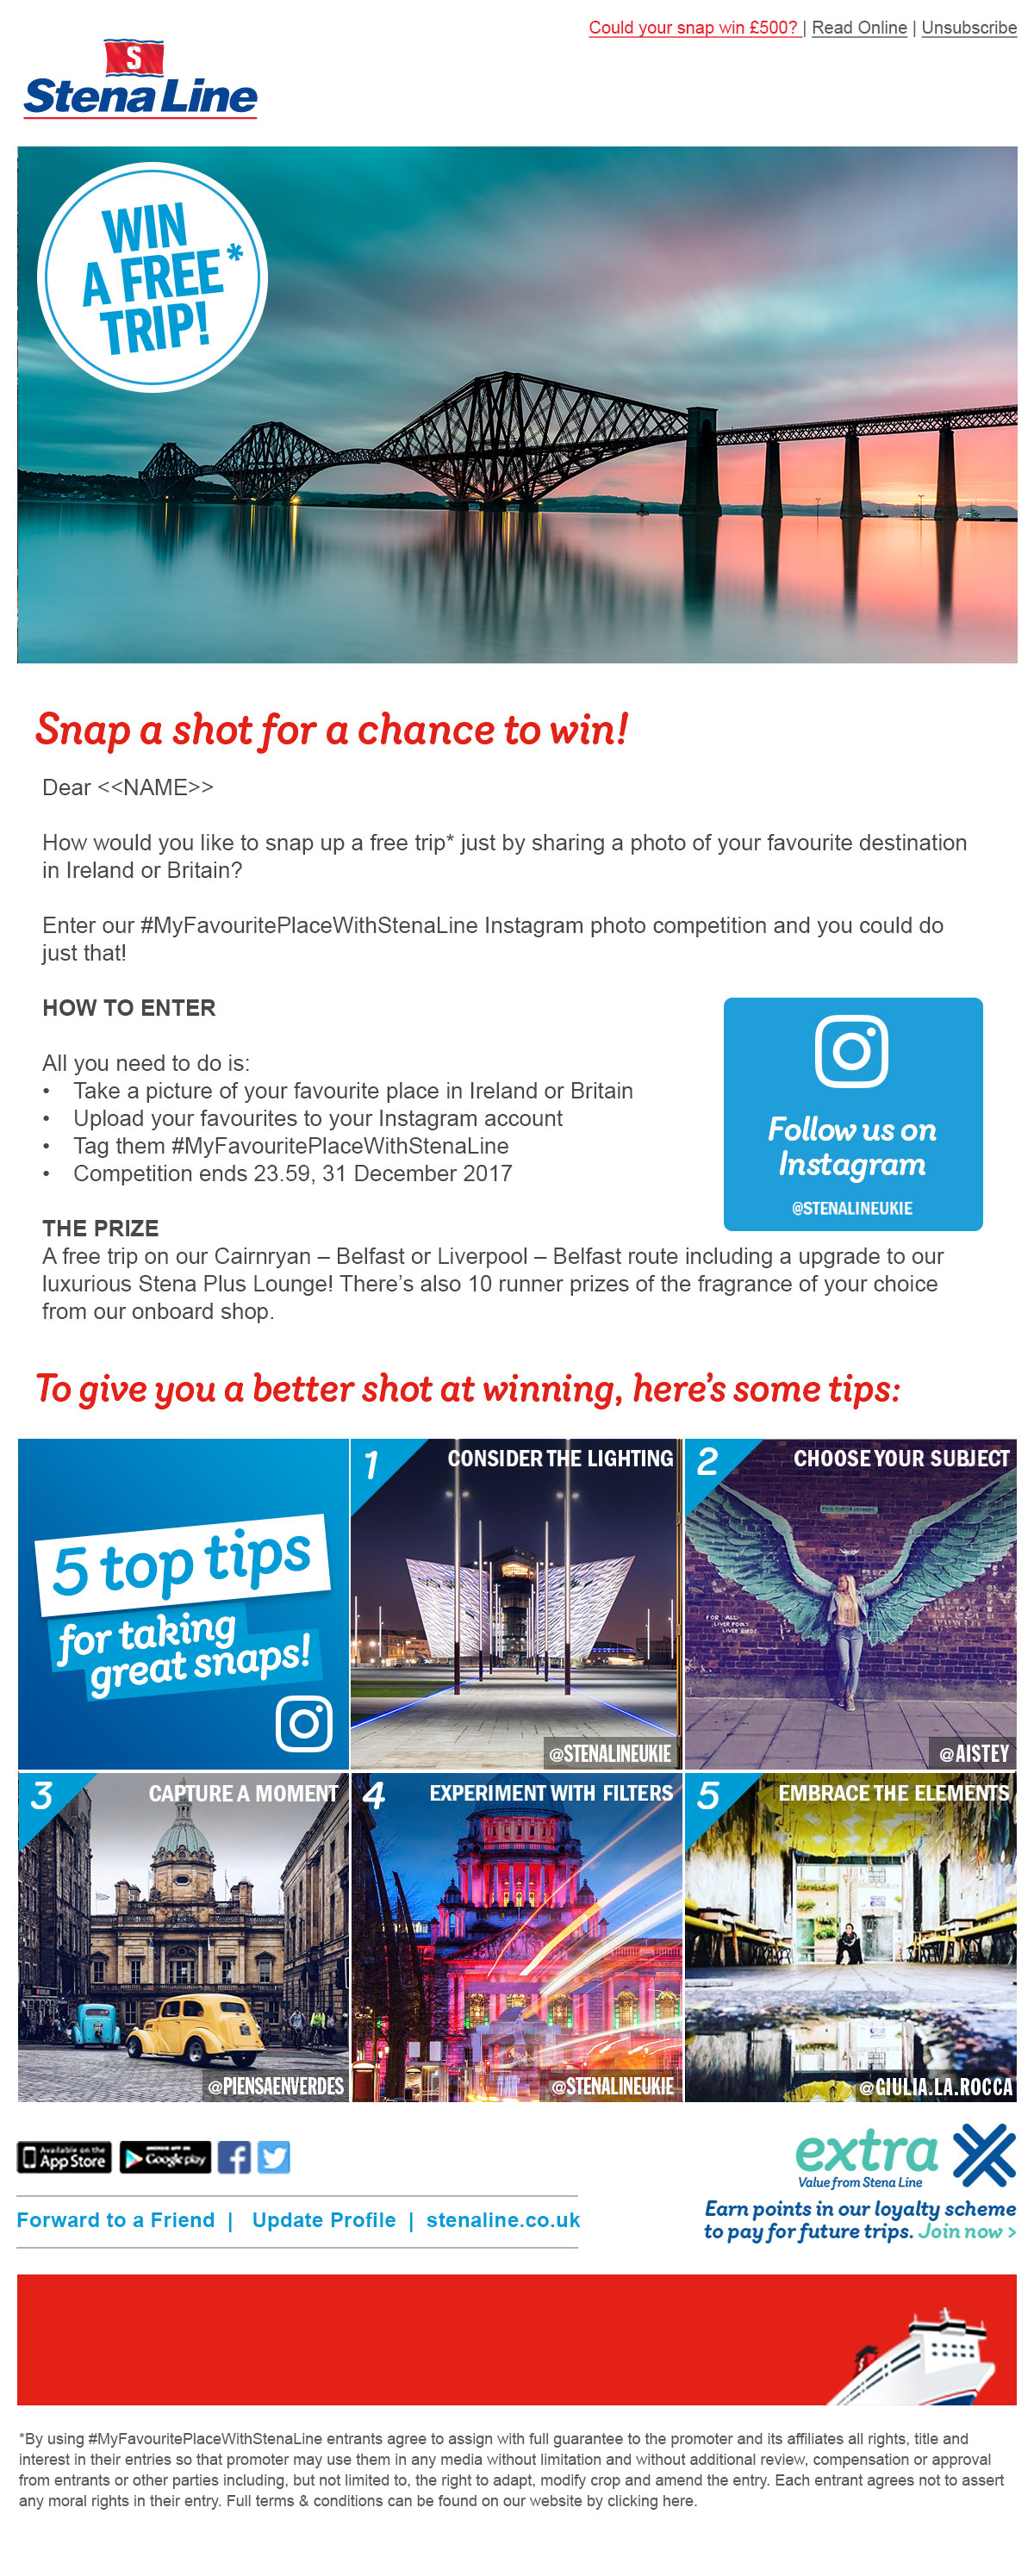 Could your snap win £500? | Read Online | Unsubscribe
S
Stena Line
WIN
A FREE*
TRIP!
Snap a shot for a chance to win!
Dear <<NAME>>
How would you like to snap up a free trip* just by sharing a photo of your favourite destination
in Ireland or Britain?
Enter our #MyFavouritePlaceWithStenaLine Instagram photo competition and you could do
just that!
HOW TO ENTER
All you need to do is:
• Take a picture of your favourite place in Ireland or Britain
• Upload your favourites to your Instagram account
• Tag them #MyFavouritePlaceWithStenaLine
• Competition ends 23.59, 31 December 2017
Follow us on
Instagram
@STENALINEUKIE
THE PRIZE
A free trip on our Cairnryan – Belfast or Liverpool – Belfast route including a upgrade to our
luxurious Stena Plus Lounge! There's also 10 runner prizes of the fragrance of your choice
from our onboard shop.
To give you a better shot at winning, here's some tips:
5 top tips
for taking
great snaps!
1 CONSIDER THE LIGHTING
@STENALINEUKIE
2 CHOOSE YOUR SUBJECT
FOR ALL
LIVERPOOL'S
LIVER BIRDS
@AISTEY
3 CAPTURE A MOMENT
@PIENSAENVERDES
4 EXPERIMENT WITH FILTERS
@STENALINEUKIE
5 EMBRACE THE ELEMENTS
@GIULIA.LA.ROCCA
Available on the
App Store
Google play
extra
Value from Stena Line
Forward to a Friend | Update Profile | stenaline.co.uk
Earn points in our loyalty scheme
to pay for future trips. Join now >
*By using #MyFavouritePlaceWithStenaLine entrants agree to assign with full guarantee to the promoter and its affiliates all rights, title and
interest in their entries so that promoter may use them in any media without limitation and without additional review, compensation or approval
from entrants or other parties including, but not limited to, the right to adapt, modify crop and amend the entry. Each entrant agrees not to assert
any moral rights in their entry. Full terms & conditions can be found on our website by clicking here.